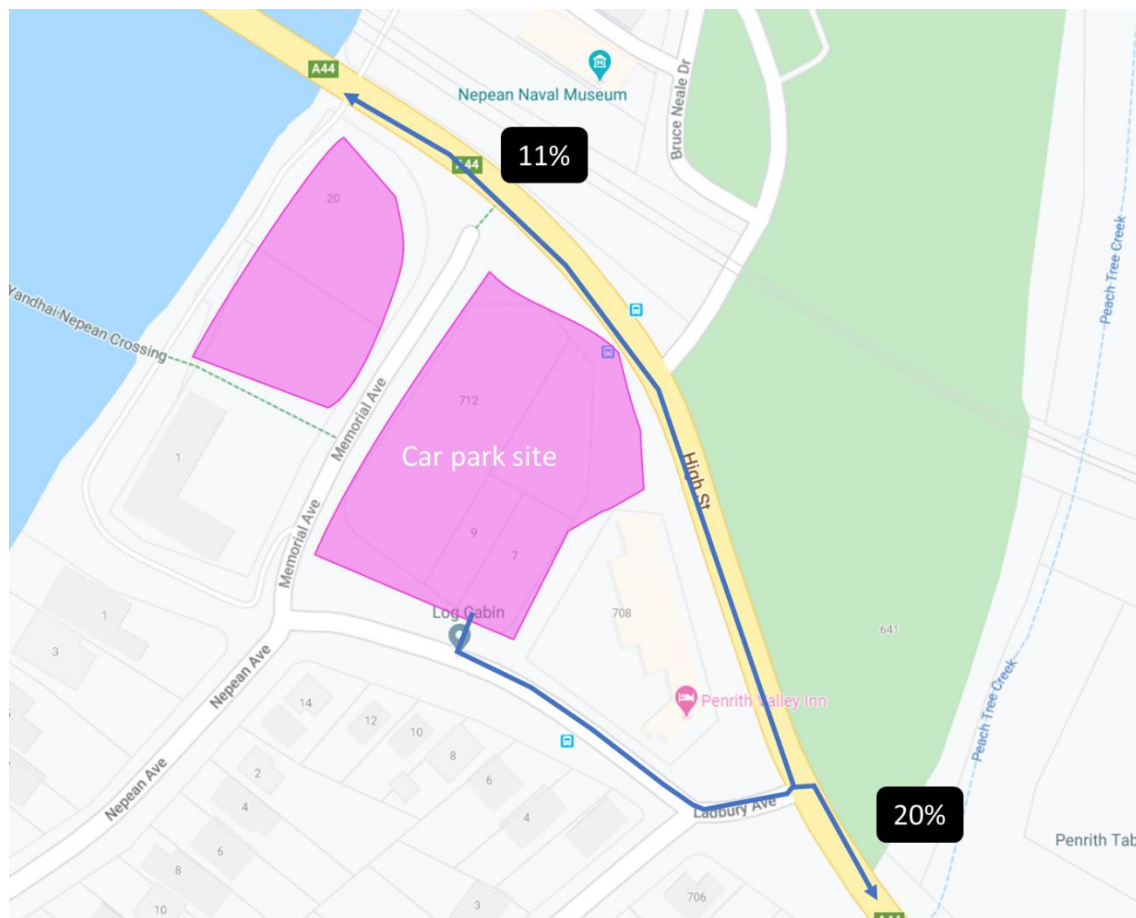 A44
Nepean Naval Museum
Bruce Neale Dr
11%
A44
20
Peach Tree Creek
Yandhai Nepean Crossing
Memorial Ave
712
Car park site
1
High St
9
7
Memorial Ave
Log Cabin
708
641
1
3
Nepean Ave
Peach Tree Creek
Penrith Valley Inn
14
12
10
8
2
6
Nepean Ave
4
4
Ladbury Ave
20%
6
Penrith Tab
8
706
3
10
A44